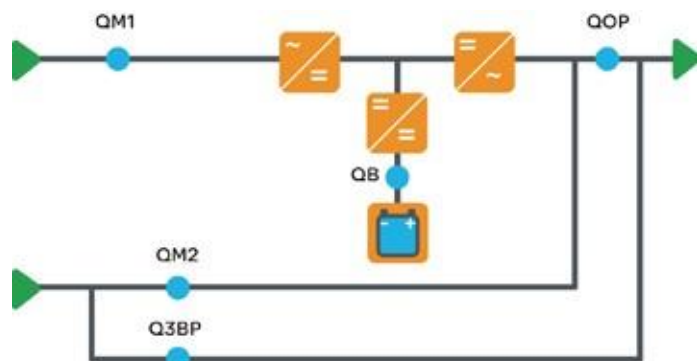 QM1
QOP
~
=
=
~
=
=
QB
- +
QM2
Q3BP